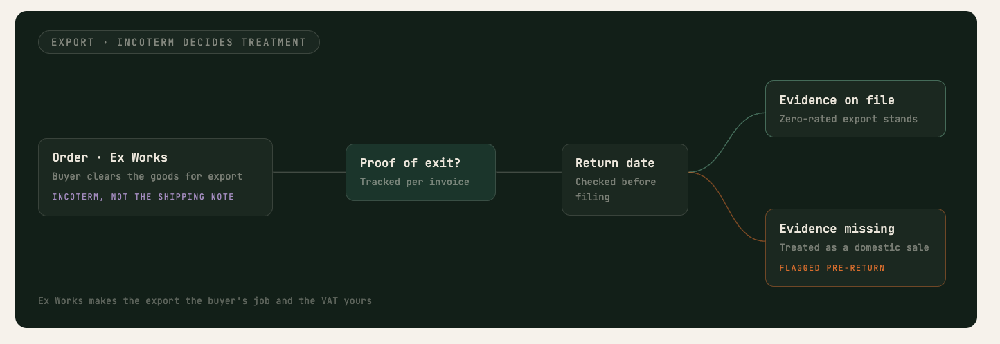 EXPORT · INCOTERM DECIDES TREATMENT
Order · Ex Works
Buyer clears the goods for export
INCOTERM, NOT THE SHIPPING NOTE
Proof of exit?
Tracked per invoice
Return date
Checked before
filing
Evidence on file
Zero-rated export stands
Evidence missing
Treated as a domestic sale
FLAGGED PRE-RETURN
Ex Works makes the export the buyer's job and the VAT yours